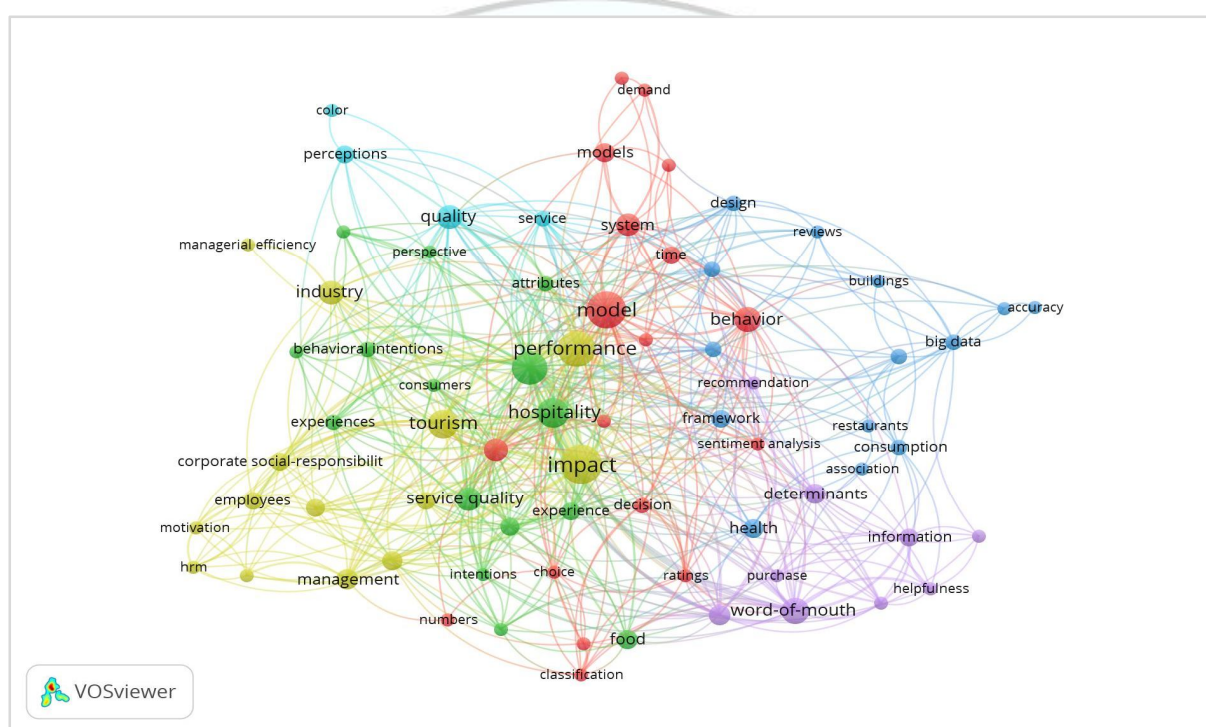 demand
color
perceptions
models
design
quality
service
system
reviews
managerial efficiency
perspective
time
attributes
buildings
industry
model
behavior
accuracy
performance
big data
behavioral intentions
consumers
recommendation
experiences
tourism
hospitality
framework
restaurants
sentiment analysis
consumption
corporate social-responsibilit
impact
association
employees
service quality
experience
decision
determinants
motivation
health
information
hrm
management
intentions
choice
ratings
purchase
helpfulness
numbers
food
word-of-mouth
classification
VOSviewer